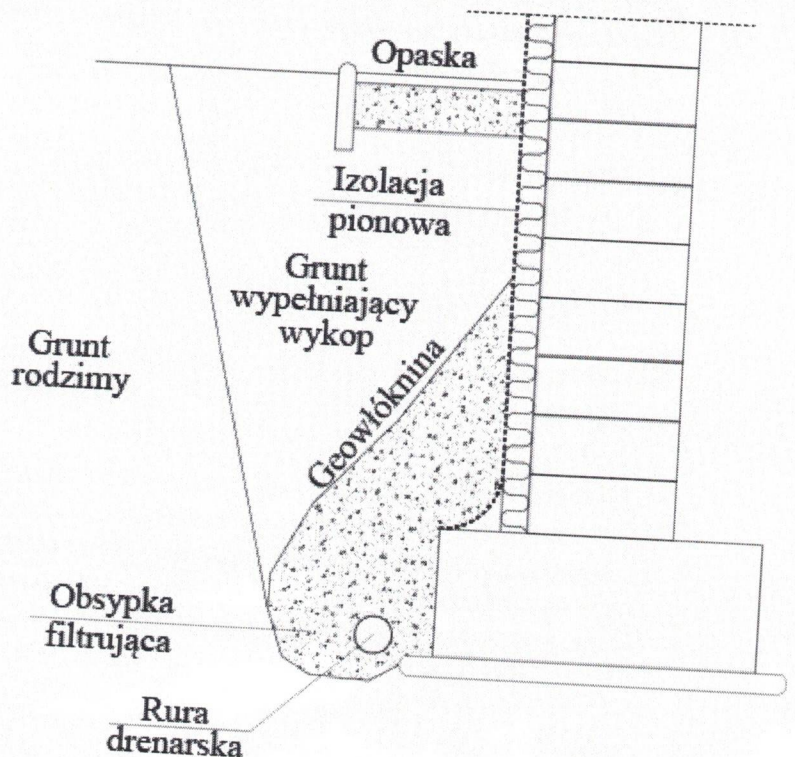 Opaska
Izolacja
pionowa
Grunt
wypełniający
wykop
Grunt
rodzimy
Geowłóknina
Obsypka
filtrująca
Rura
drenarska